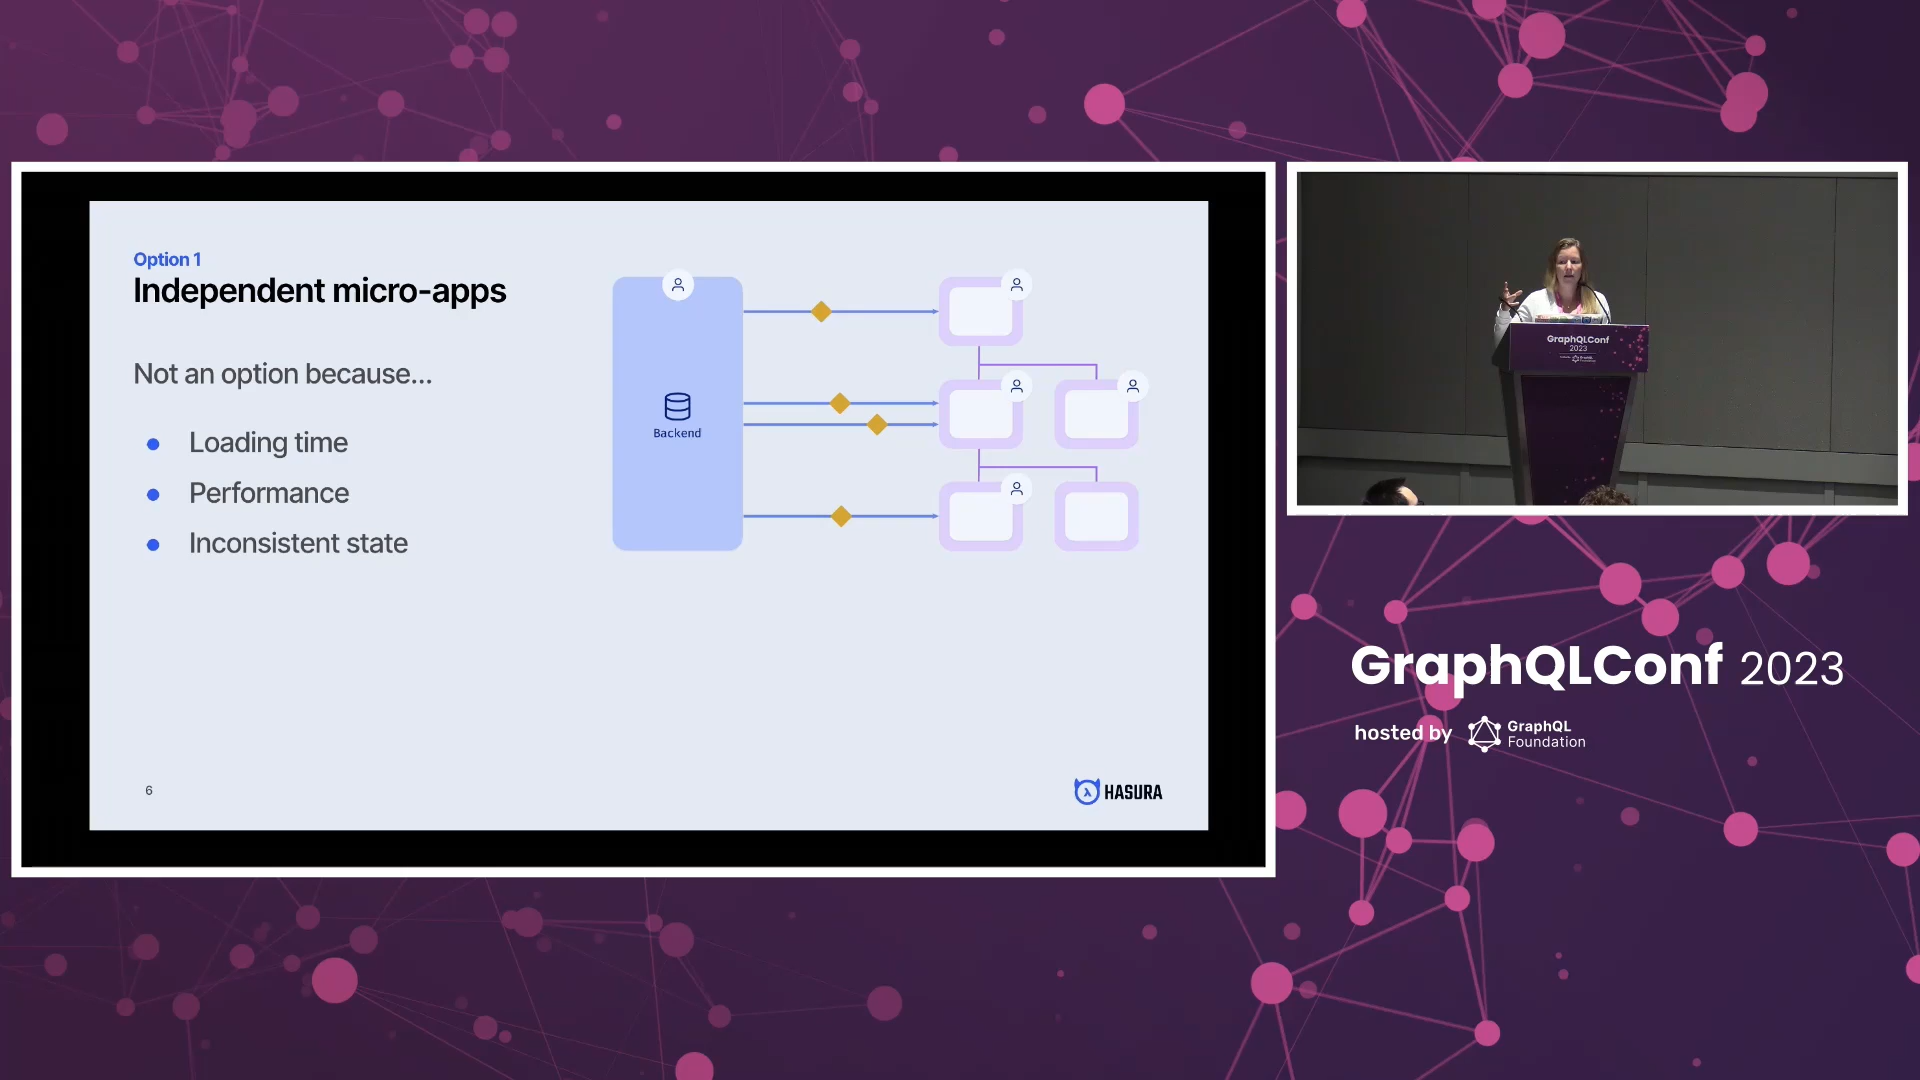 Option 1
Independent micro-apps
Not an option because...
Loading time
Performance
Inconsistent state
Backend
6
HASURA
GraphQLConf
2023
GraphQLConf 2023
hosted by
GraphQL
Foundation